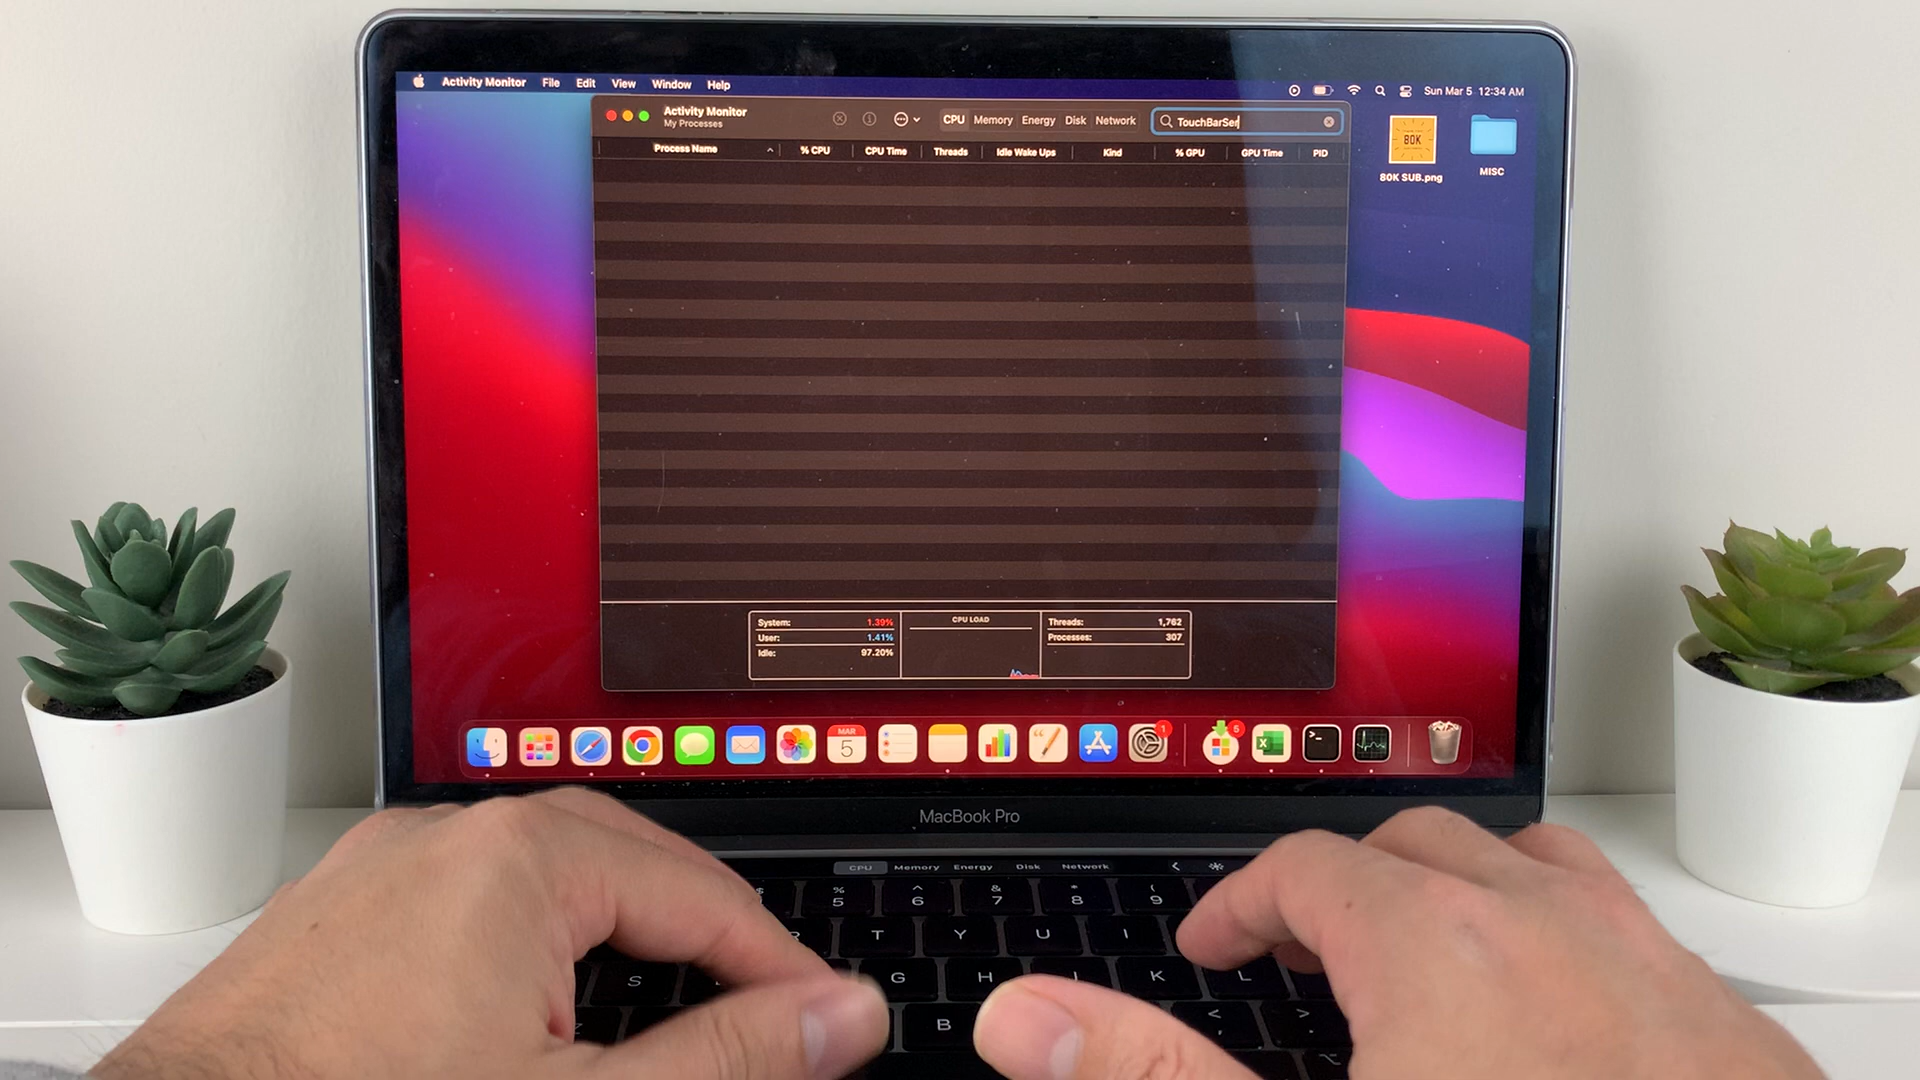 Activity Monitor File Edit View Window Help
Sun Mar 5 12:34 AM
Activity Monitor
My Processes
CPU Memory Energy Disk Network
TouchBarSer
Process Name % CPU CPU Time Threads Idle Wake Ups Kind % GPU GPU Time PID
80K
80K SUB.png
MISC
System: 1.39%
User: 1.41%
Idle: 97.20%
CPU LOAD
Threads: 1,762
Processes: 307
MAR
5
1
5
MacBook Pro
CPU Memory Energy Disk Network
% ^ & * (
5 6 7 8 9
R T Y U I
S G H J K L
Z B < >
,
.